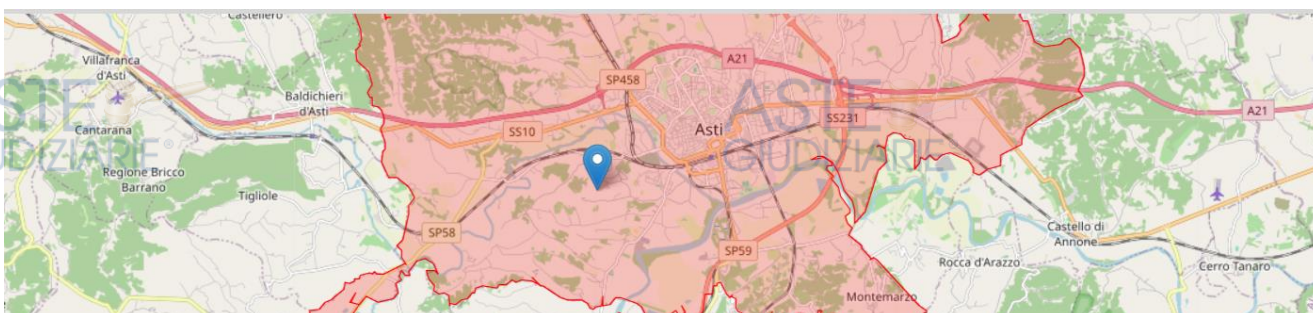 Castellero
Villafranca
d'Asti
A21
SP458
Baldichieri
d'Asti
A21
ASTE
GIUDIZIARIE
ASTE
GIUDIZIARIE
SS231
Cantarana
SS10
Asti
Regione Bricco
Barrano
Tigliole
SP58
Castello di
Annone
SP59
Rocca d'Arazzo
Cerro Tanaro
Montemarzo